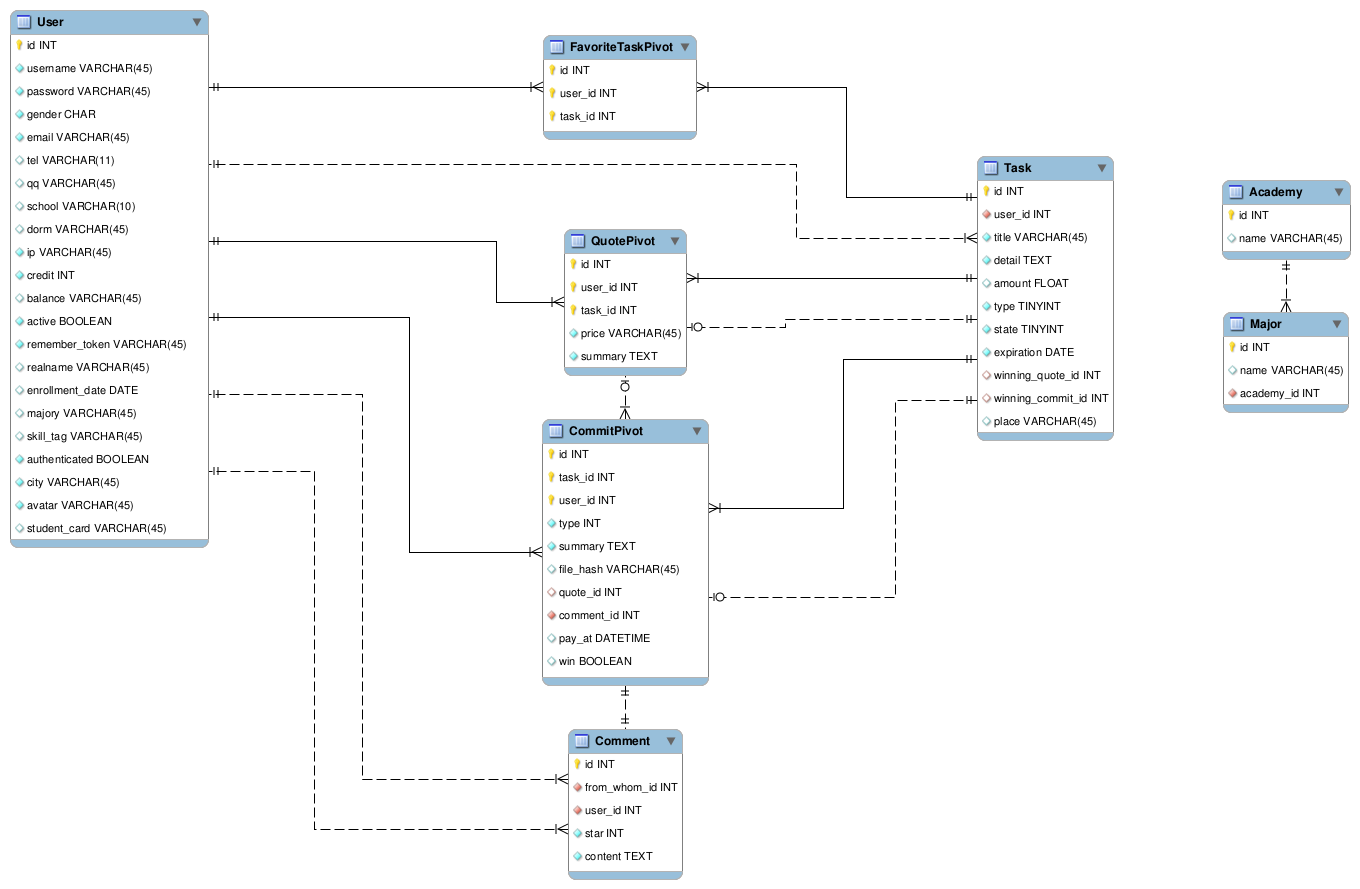 User
id INT
username VARCHAR(45)
password VARCHAR(45)
gender CHAR
email VARCHAR(45)
tel VARCHAR(11)
qq VARCHAR(45)
school VARCHAR(10)
dorm VARCHAR(45)
ip VARCHAR(45)
credit INT
balance VARCHAR(45)
active BOOLEAN
remember_token VARCHAR(45)
realname VARCHAR(45)
enrollment_date DATE
majory VARCHAR(45)
skill_tag VARCHAR(45)
authenticated BOOLEAN
city VARCHAR(45)
avatar VARCHAR(45)
student_card VARCHAR(45)
FavoriteTaskPivot
id INT
user_id INT
task_id INT
QuotePivot
id INT
user_id INT
task_id INT
price VARCHAR(45)
summary TEXT
CommitPivot
id INT
task_id INT
user_id INT
type INT
summary TEXT
file_hash VARCHAR(45)
quote_id INT
comment_id INT
pay_at DATETIME
win BOOLEAN
Comment
id INT
from_whom_id INT
user_id INT
star INT
content TEXT
Task
id INT
user_id INT
title VARCHAR(45)
detail TEXT
amount FLOAT
type TINYINT
state TINYINT
expiration DATE
winning_quote_id INT
winning_commit_id INT
place VARCHAR(45)
Academy
id INT
name VARCHAR(45)
Major
id INT
name VARCHAR(45)
academy_id INT